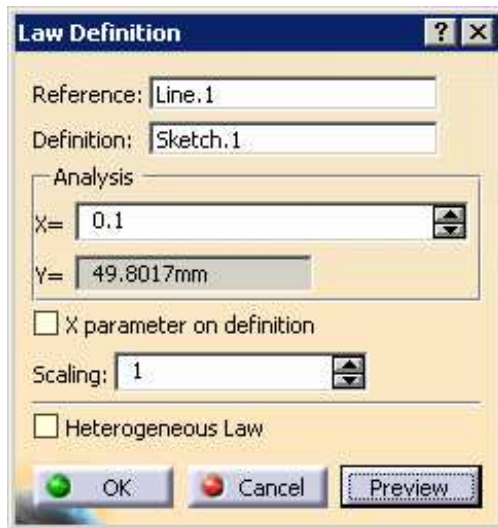 Law Definition ? X
Reference: Line.1
Definition: Sketch.1
Analysis
X= 0.1
Y= 49.8017mm
X parameter on definition
Scaling: 1
Heterogeneous Law
OK Cancel Preview